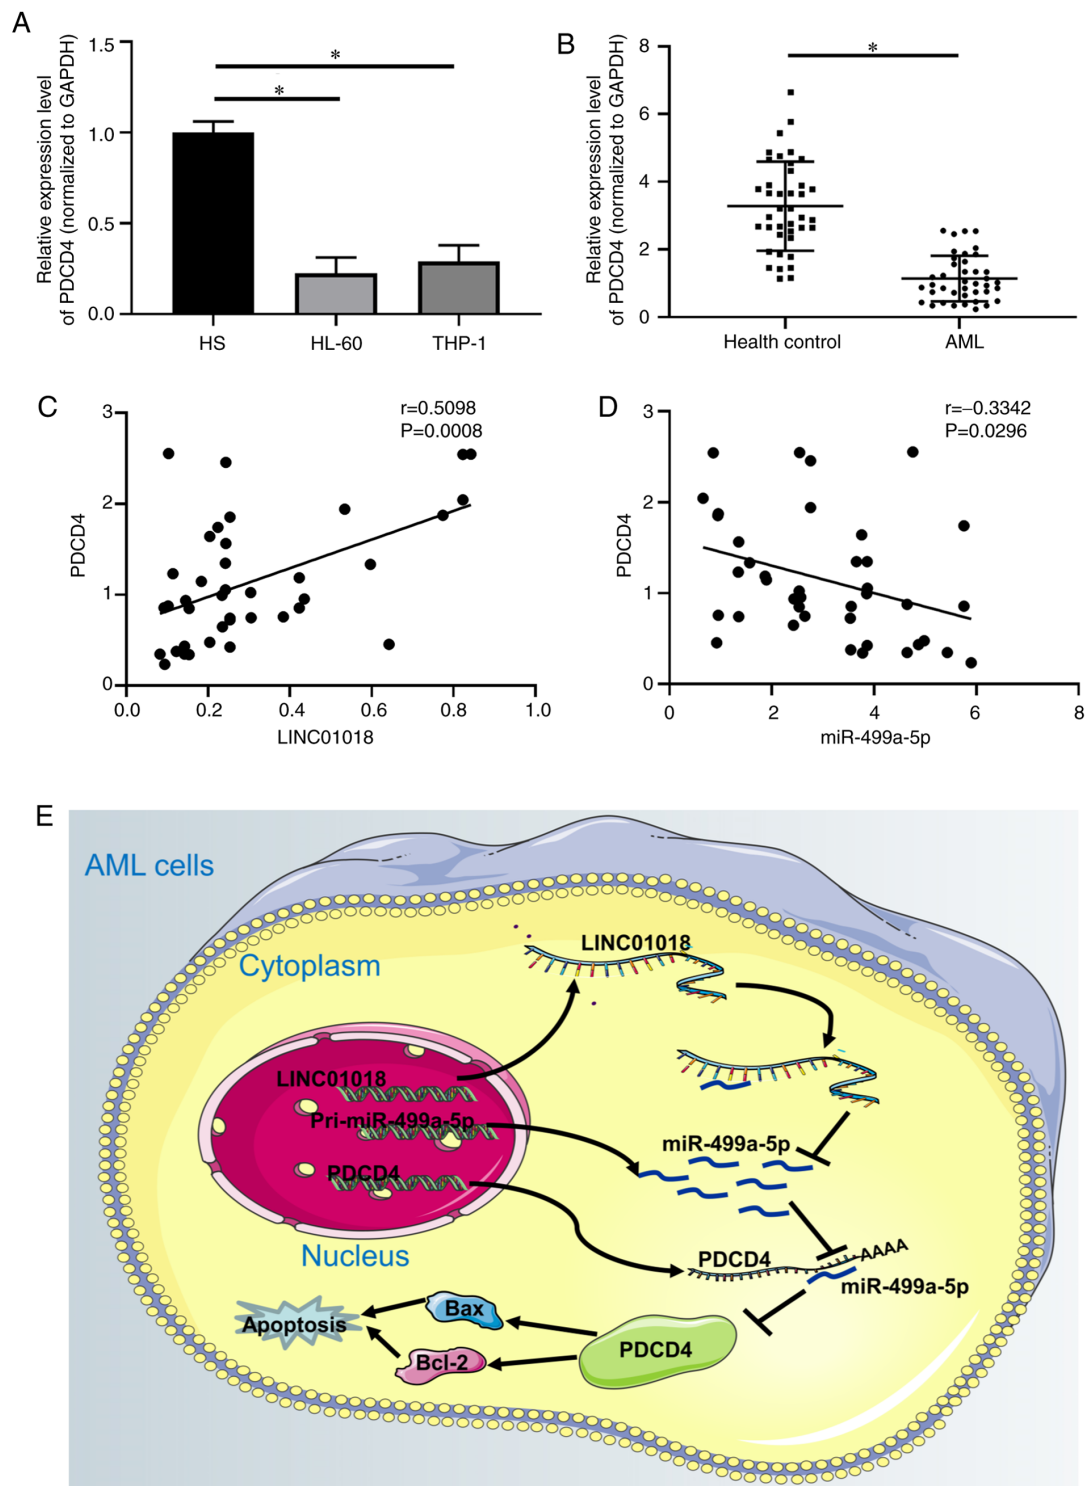 A
Relative expression level
of PDCD4 (normalized to GAPDH)
1.5
1.0
0.5
0.0
*
*
HS
HL-60
THP-1
B
Relative expression level
of PDCD4 (normalized to GAPDH)
8
6
4
2
0
*
Health control
AML
C
PDCD4
3
2
1
0
r=0.5098
P=0.0008
0.0
0.2
0.4
0.6
0.8
1.0
LINC01018
D
PDCD4
3
2
1
0
r=−0.3342
P=0.0296
0
2
4
6
8
miR-499a-5p
E
AML cells
Cytoplasm
LINC01018
LINC01018
Pri-miR-499a-5p
PDCD4
Nucleus
miR-499a-5p
PDCD4
AAAA
miR-499a-5p
PDCD4
Bax
Bcl-2
Apoptosis